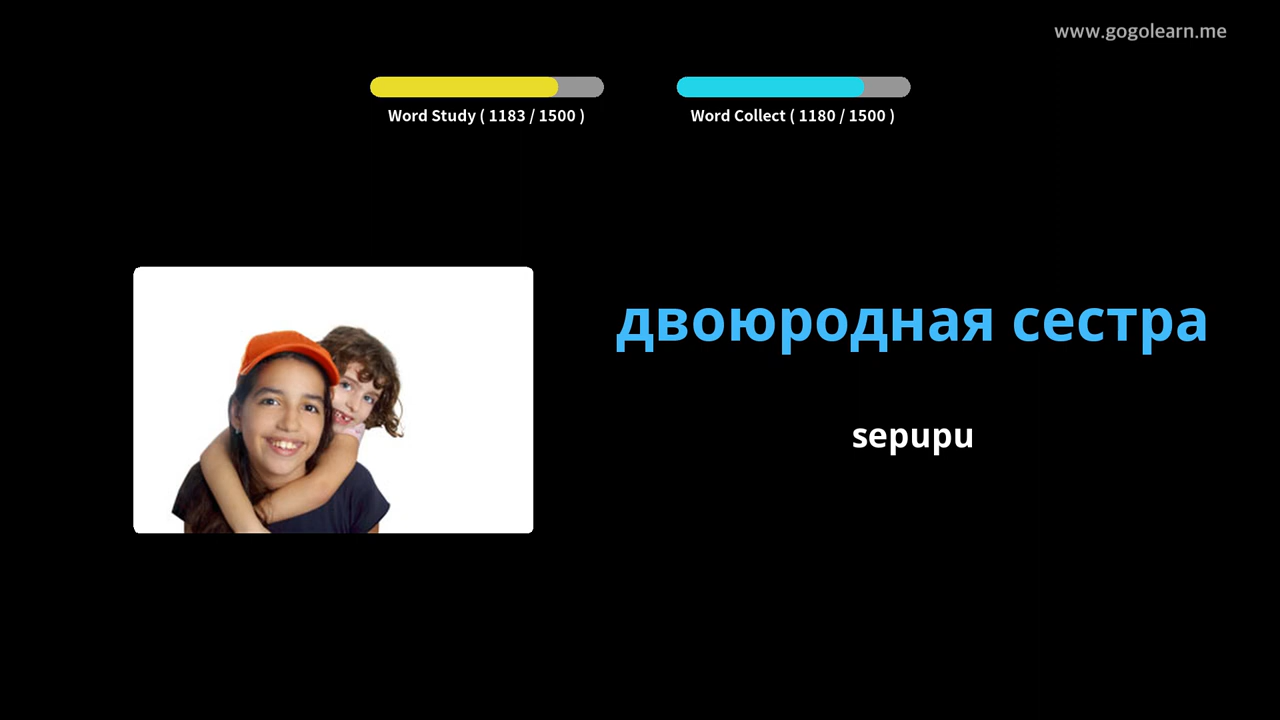 www.gogolearn.me
Word Study ( 1183 / 1500 )
Word Collect ( 1180 / 1500 )
двоюродная сестра
sepupu